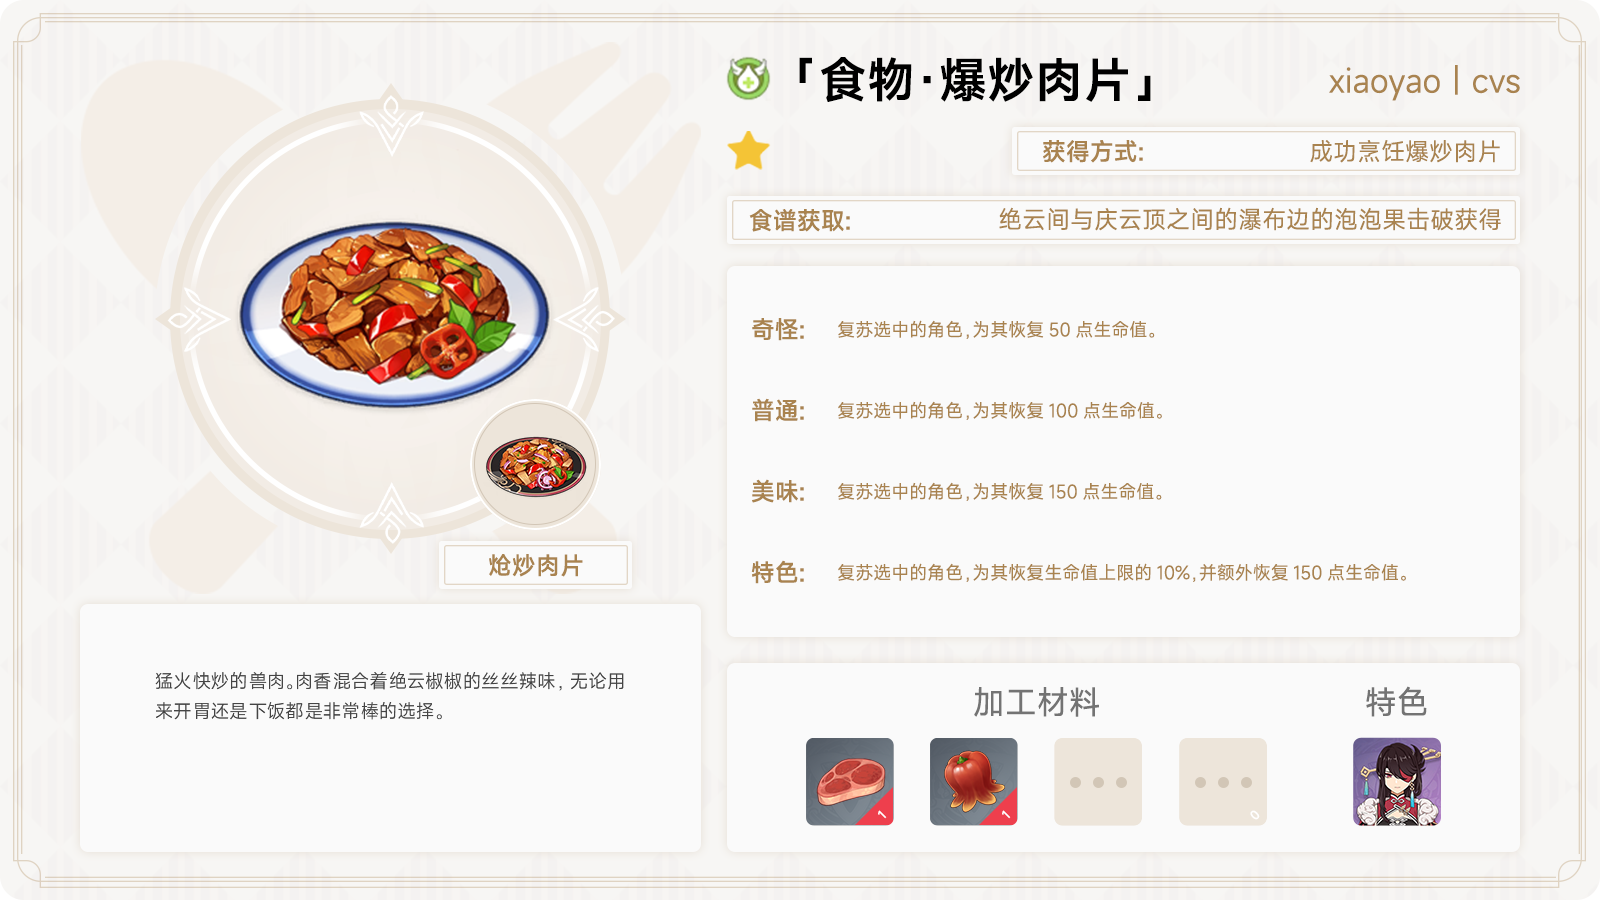 「食物·爆炒肉片」
xiaoyao | cvs
获得方式:
成功烹饪爆炒肉片
食谱获取:
绝云间与庆云顶之间的瀑布边的泡泡果击破获得
奇怪:
复苏选中的角色,为其恢复 50 点生命值。
普通:
复苏选中的角色,为其恢复 100 点生命值。
美味:
复苏选中的角色,为其恢复 150 点生命值。
特色:
复苏选中的角色,为其恢复生命值上限的 10%,并额外恢复 150 点生命值。
炝炒肉片
猛火快炒的兽肉。肉香混合着绝云椒椒的丝丝辣味, 无论用
来开胃还是下饭都是非常棒的选择。
加工材料
特色
1
1
0